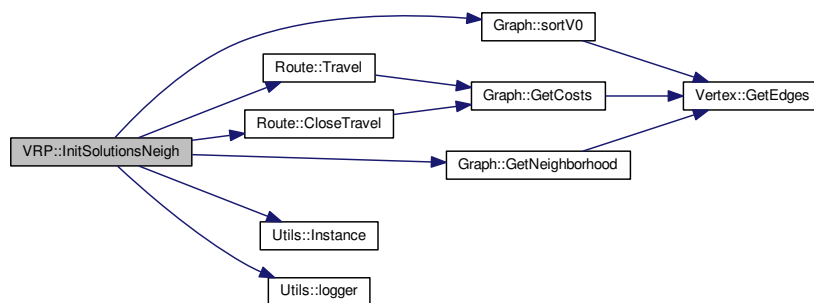 Graph::sortV0
Route::Travel
Graph::GetCosts
Vertex::GetEdges
Route::CloseTravel
VRP::InitSolutionsNeigh
Graph::GetNeighborhood
Utils::Instance
Utils::logger